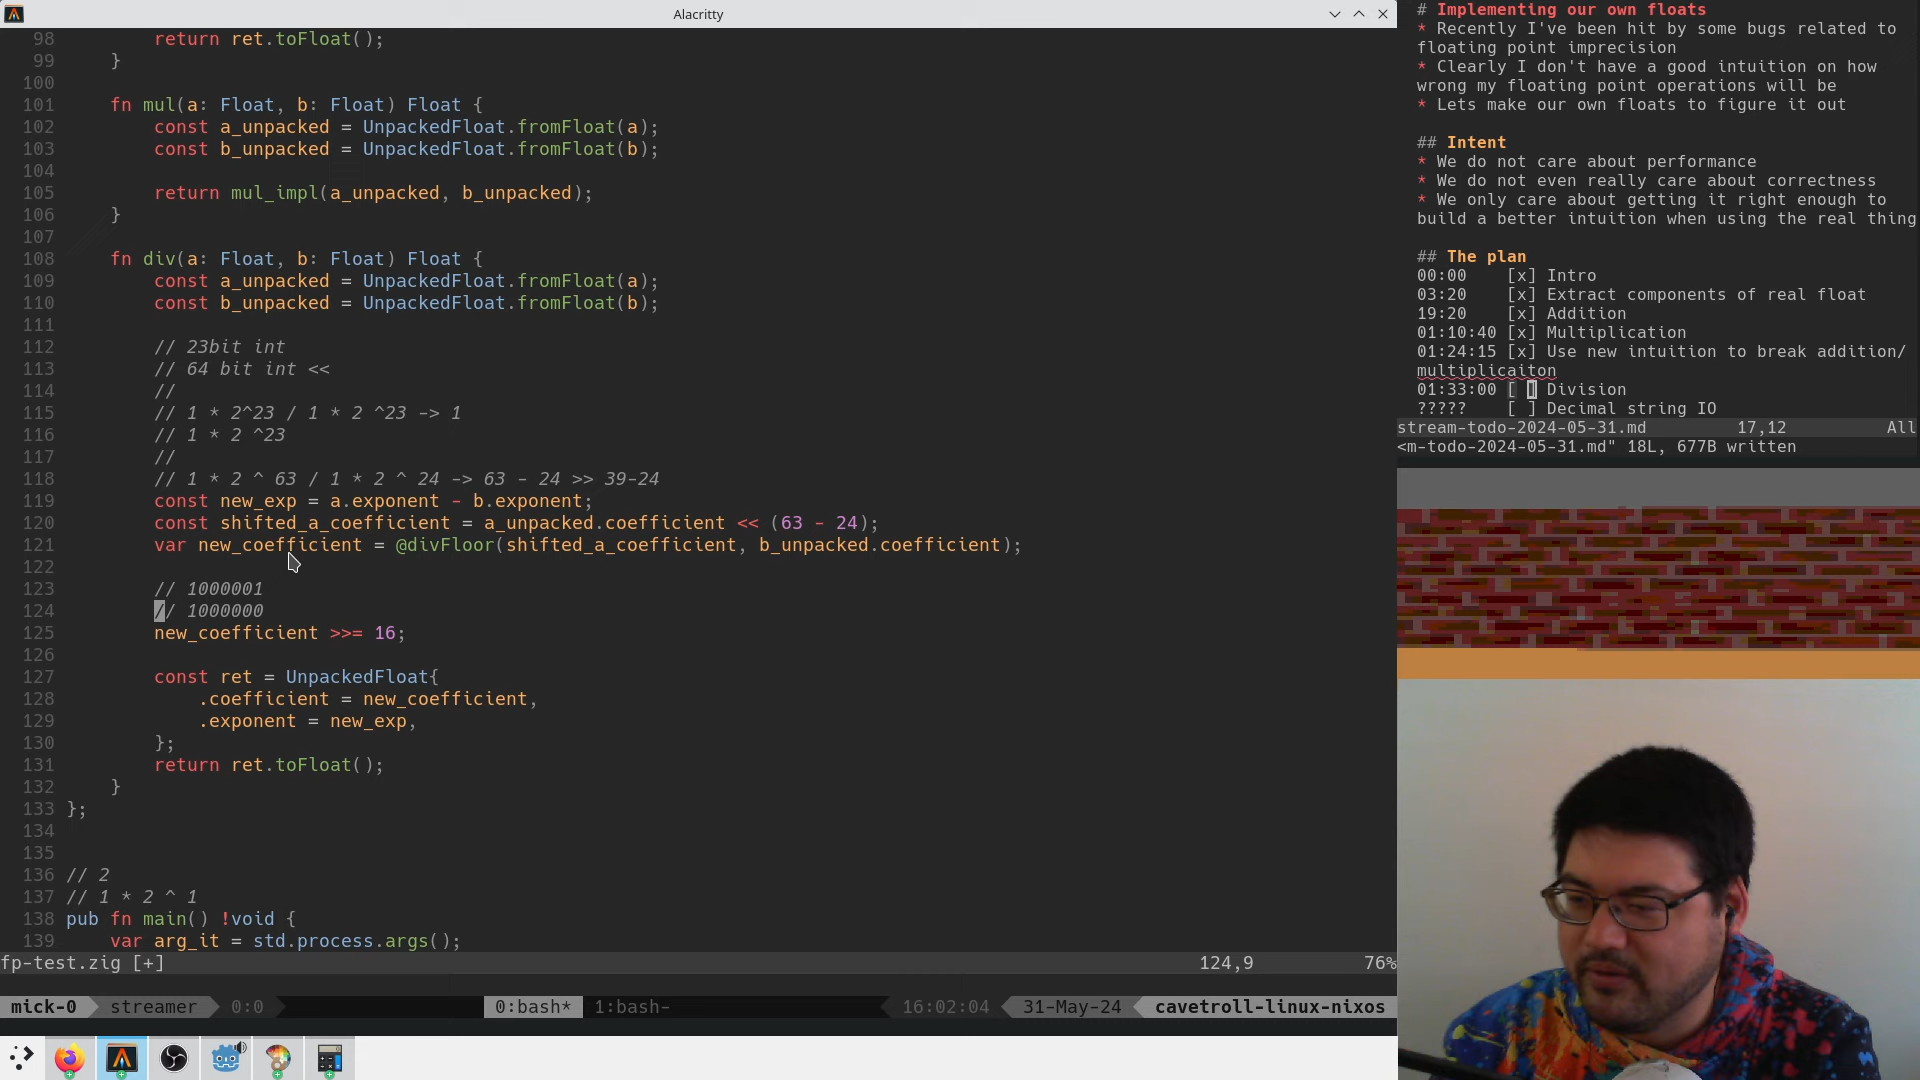 Alacritty
98 return ret.toFloat();
99 }
100
101 fn mul(a: Float, b: Float) Float {
102 const a_unpacked = UnpackedFloat.fromFloat(a);
103 const b_unpacked = UnpackedFloat.fromFloat(b);
104
105 return mul_impl(a_unpacked, b_unpacked);
106 }
107
108 fn div(a: Float, b: Float) Float {
109 const a_unpacked = UnpackedFloat.fromFloat(a);
110 const b_unpacked = UnpackedFloat.fromFloat(b);
111
112 // 23bit int
113 // 64 bit int <<
114 //
115 // 1 * 2^23 / 1 * 2 ^23 -> 1
116 // 1 * 2 ^23
117 //
118 // 1 * 2 ^ 63 / 1 * 2 ^ 24 -> 63 - 24 >> 39-24
119 const new_exp = a.exponent - b.exponent;
120 const shifted_a_coefficient = a_unpacked.coefficient << (63 - 24);
121 var new_coefficient = @divFloor(shifted_a_coefficient, b_unpacked.coefficient);
122
123 // 1000001
124 // 1000000
125 new_coefficient >>= 16;
126
127 const ret = UnpackedFloat{
128 .coefficient = new_coefficient,
129 .exponent = new_exp,
130 };
131 return ret.toFloat();
132 }
133 };
134
135
136 // 2
137 // 1 * 2 ^ 1
138 pub fn main() !void {
139 var arg_it = std.process.args();
fp-test.zig [+] 124,9 76%
mick-0 streamer 0:0 0:bash* 1:bash- 16:02:04 31-May-24 cavetroll-linux-nixos
# Implementing our own floats
* Recently I've been hit by some bugs related to
floating point imprecision
* Clearly I don't have a good intuition on how
wrong my floating point operations will be
* Lets make our own floats to figure it out
## Intent
* We do not care about performance
* We do not even really care about correctness
* We only care about getting it right enough to
build a better intuition when using the real thing
## The plan
00:00 [x] Intro
03:20 [x] Extract components of real float
19:20 [x] Addition
01:10:40 [x] Multiplication
01:24:15 [x] Use new intuition to break addition/
multiplicaiton
01:33:00 [ ] Division
????? [ ] Decimal string IO
stream-todo-2024-05-31.md 17,12 All
<m-todo-2024-05-31.md" 18L, 677B written